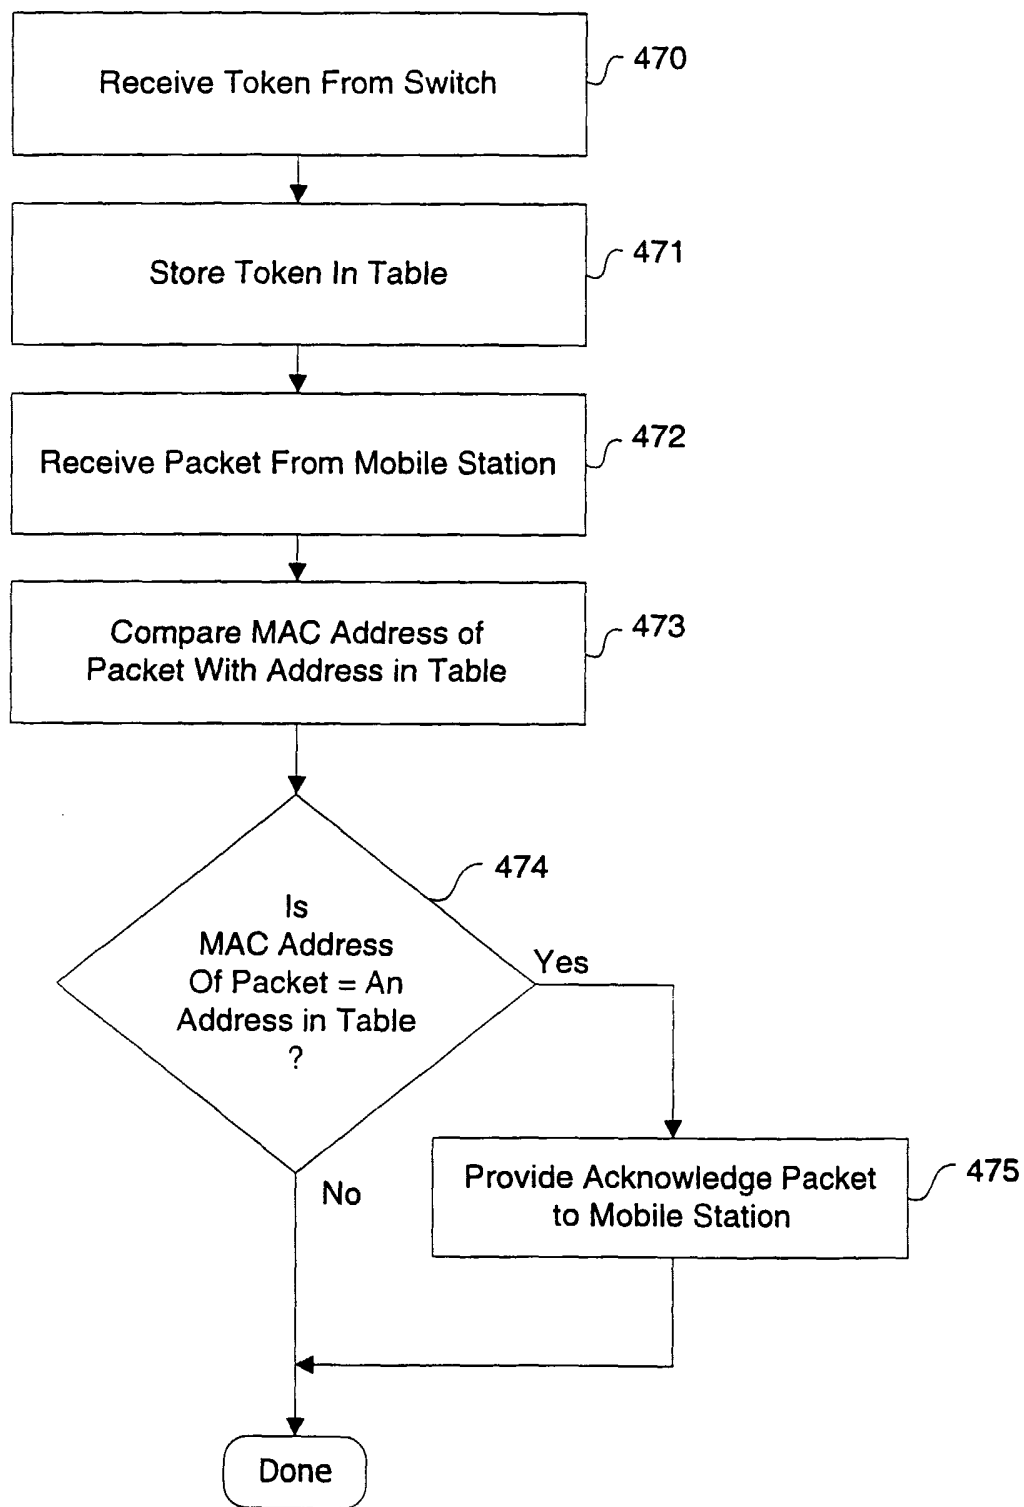 Receive Token From Switch
470
Store Token In Table
471
Receive Packet From Mobile Station
472
Compare MAC Address of
Packet With Address in Table
473
474
Is
MAC Address
Of Packet = An
Address in Table
?
Yes
No
Provide Acknowledge Packet
to Mobile Station
475
Done